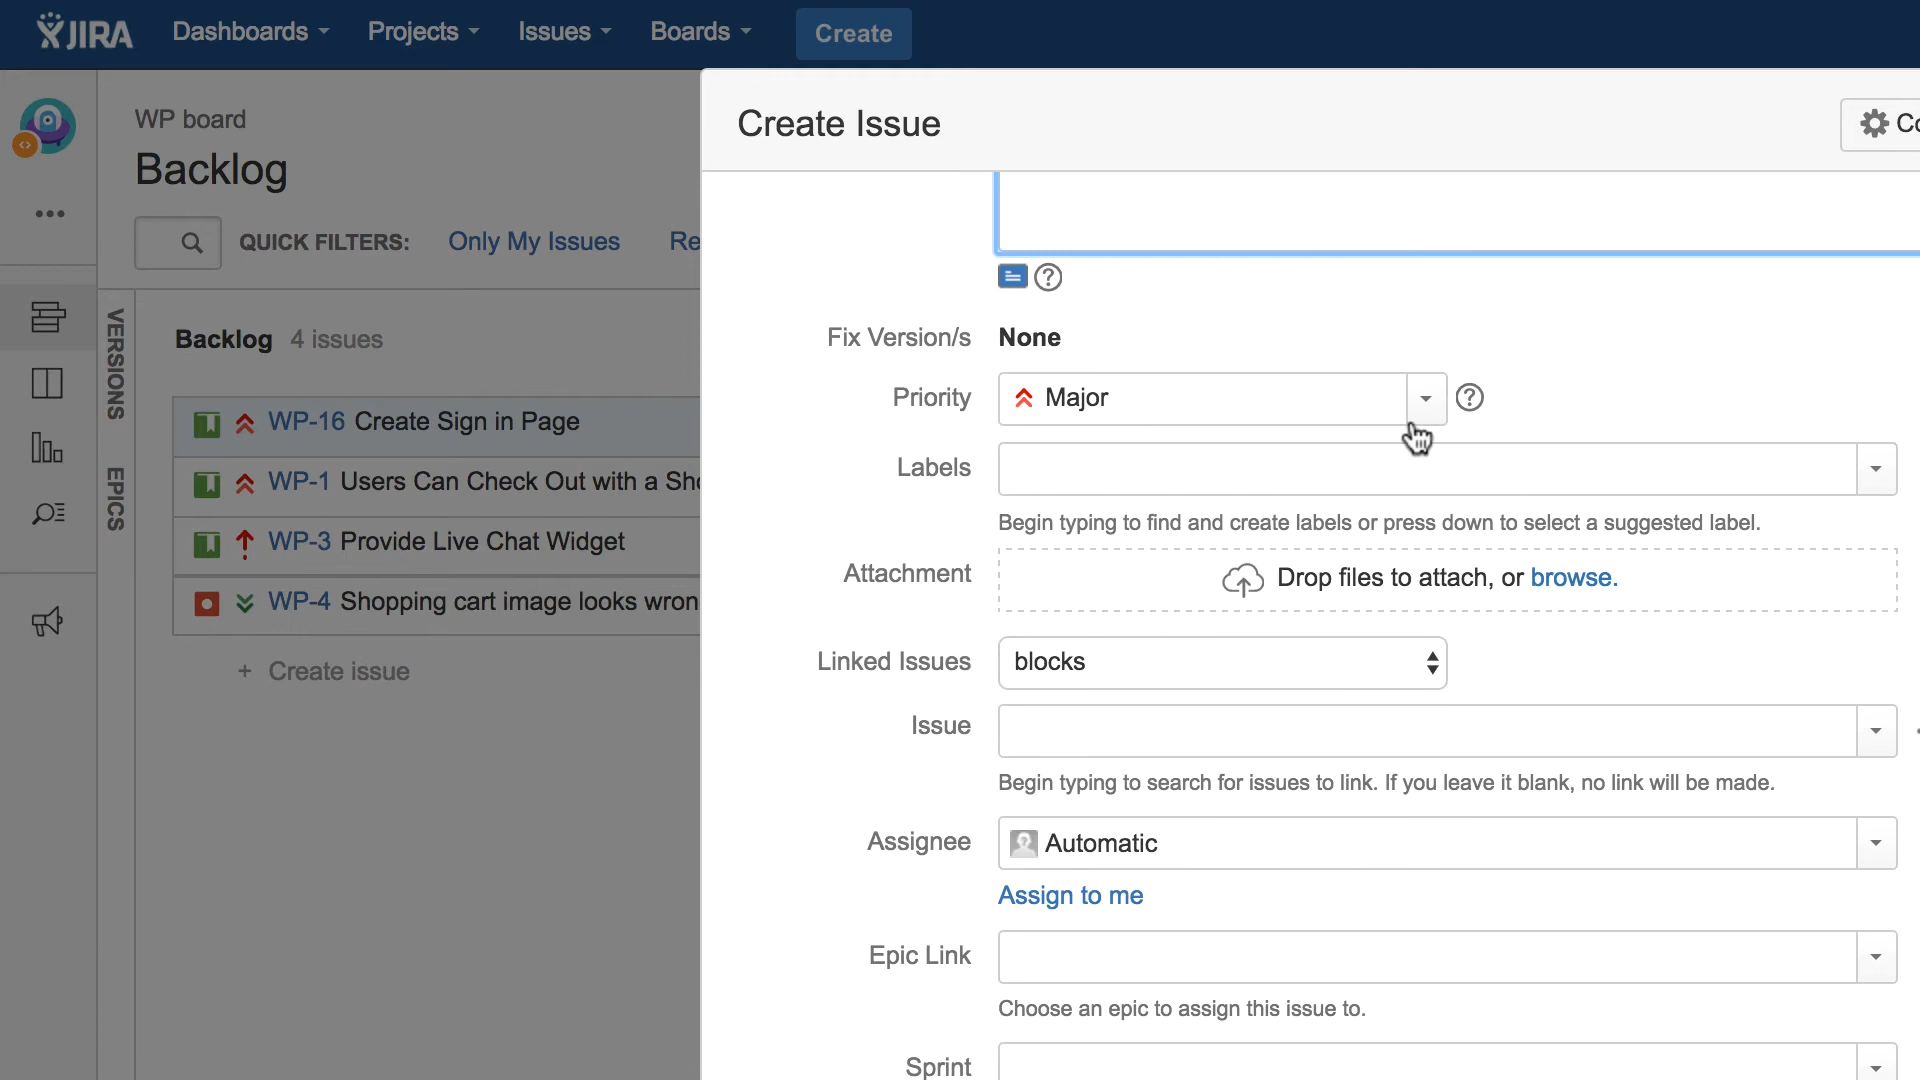 JIRA Dashboards Projects Issues Boards Create
WP board
Backlog
QUICK FILTERS: Only My Issues Re
VERSIONS
EPICS
Backlog 4 issues
WP-16 Create Sign in Page
WP-1 Users Can Check Out with a Sho
WP-3 Provide Live Chat Widget
WP-4 Shopping cart image looks wron
+ Create issue
Create Issue
Co
Fix Version/s None
Priority Major
Labels
Begin typing to find and create labels or press down to select a suggested label.
Attachment Drop files to attach, or browse.
Linked Issues blocks
Issue
Begin typing to search for issues to link. If you leave it blank, no link will be made.
Assignee Automatic
Assign to me
Epic Link
Choose an epic to assign this issue to.
Sprint